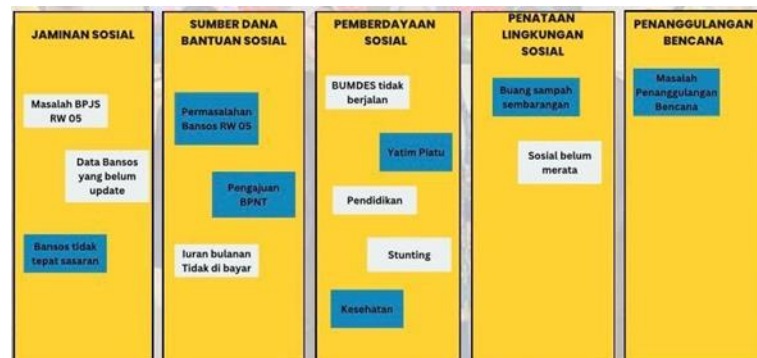 JAMINAN SOSIAL
Masalah BPJS
RW 05
Data Bansos
yang belum
update
Bansos tidak
tepat sasaran
SUMBER DANA
BANTUAN SOSIAL
Permasalahan
Bansos RW 05
Pengajuan
BPNT
Iuran bulanan
Tidak di bayar
PEMBERDAYAAN
SOSIAL
BUMDES tidak
berjalan
Yatim Piatu
Pendidikan
Stunting
Kesehatan
PENATAAN
LINGKUNGAN
SOSIAL
Buang sampah
sembarangan
Sosial belum
merata
PENANGGULANGAN
BENCANA
Masalah
Penanggulangan
Bencana